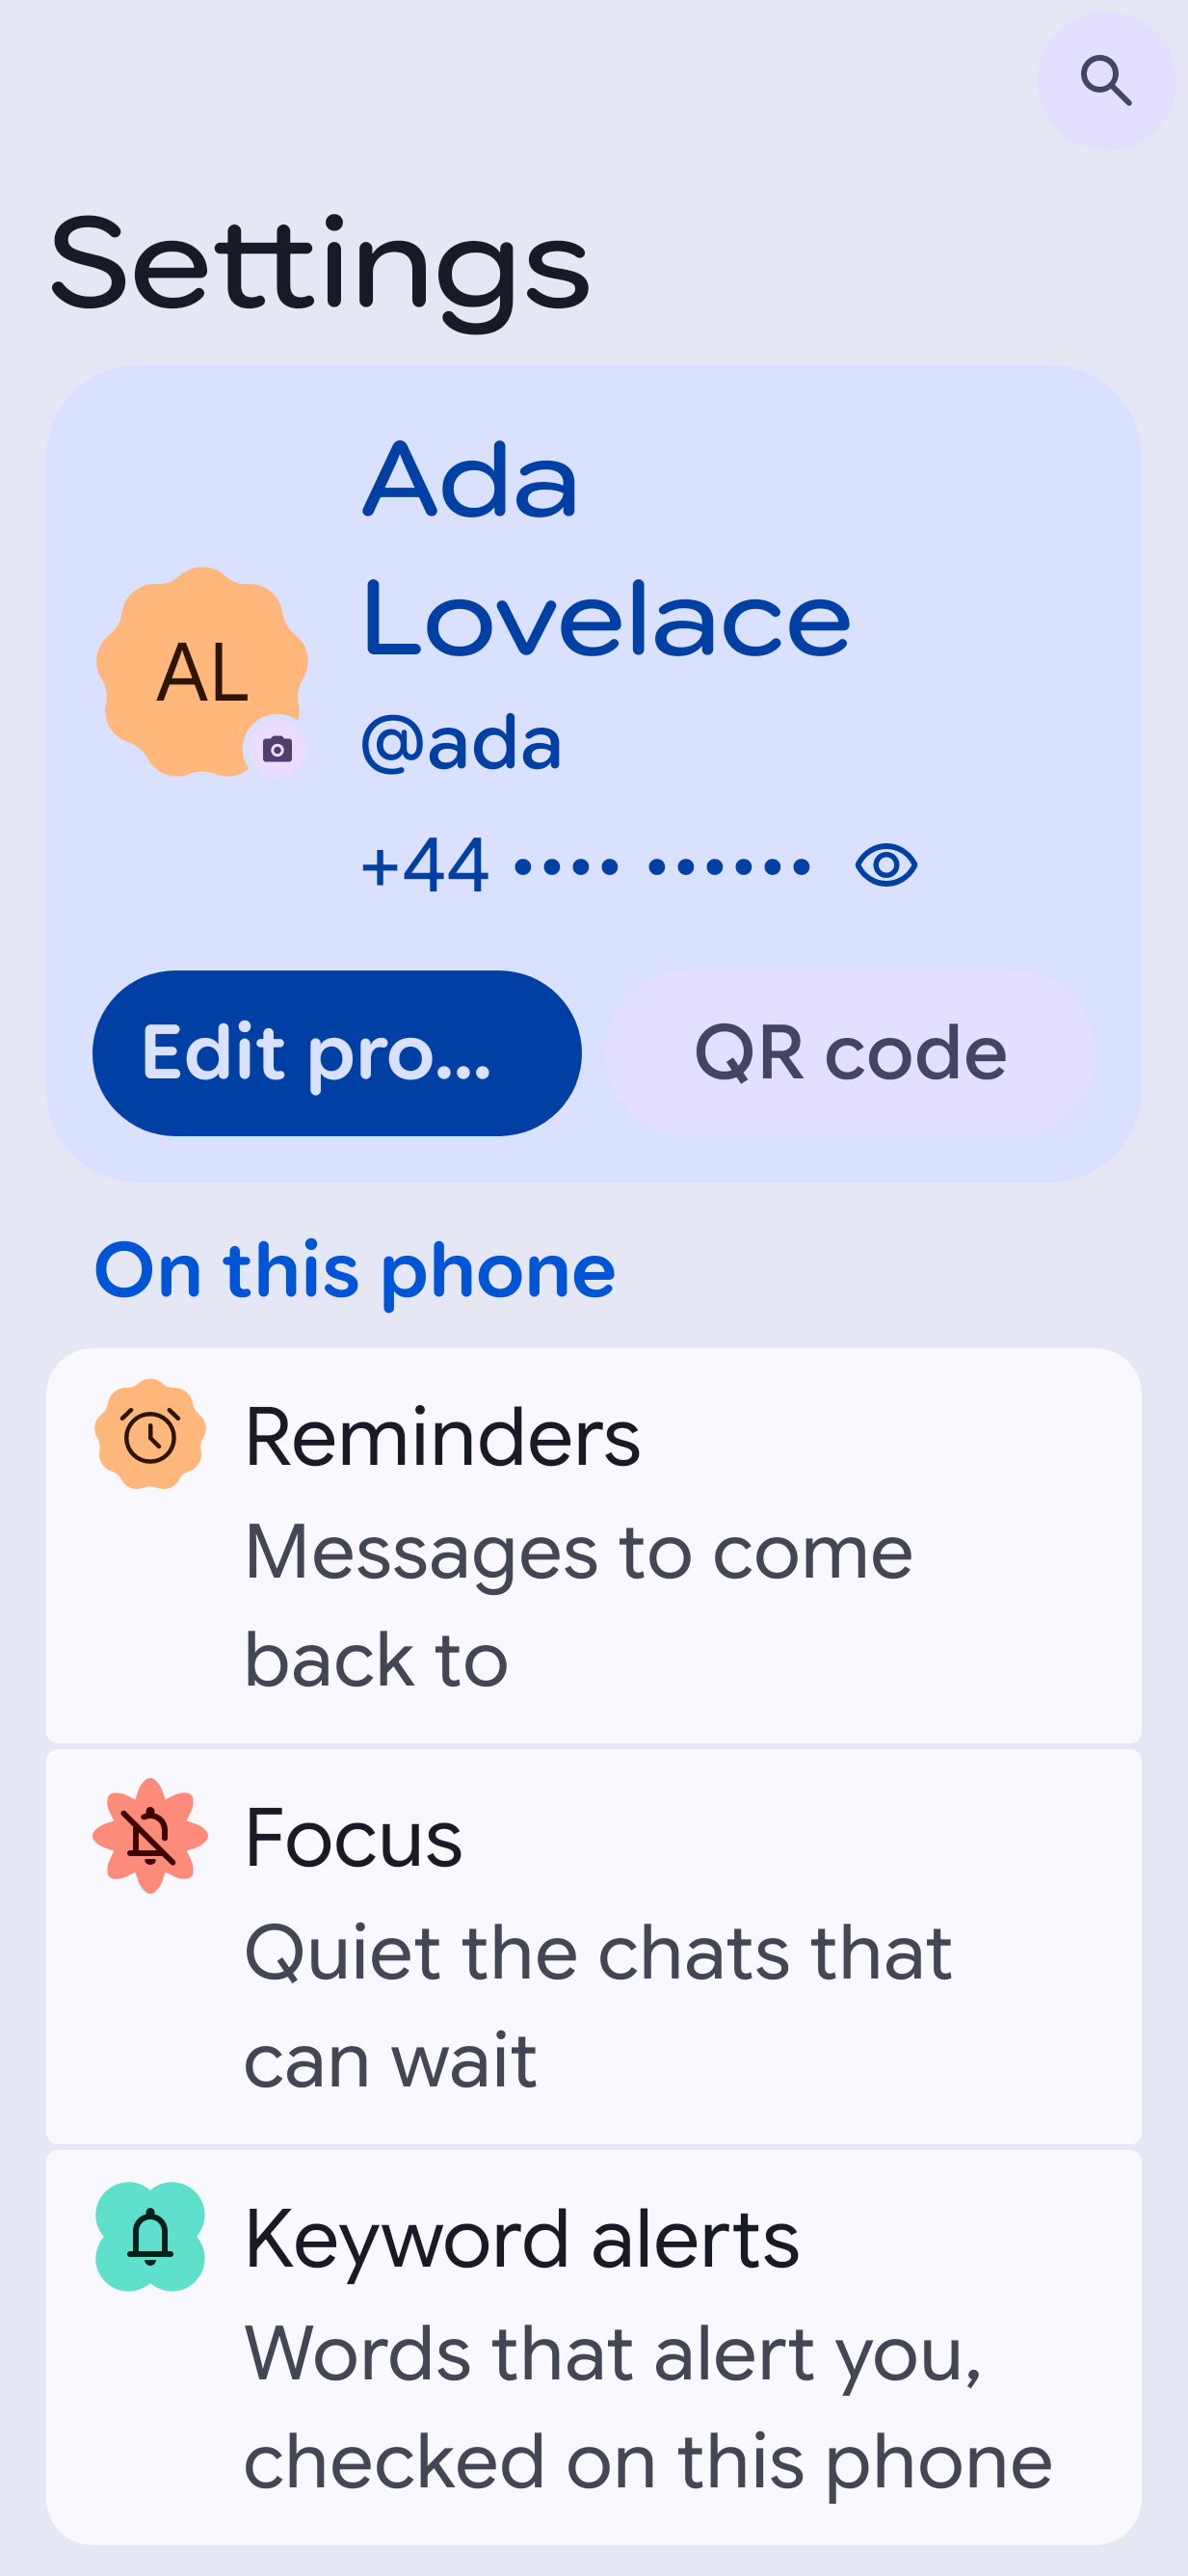 Settings
Ada
Lovelace
AL
@ada
+44 •••• ••••••
Edit pro...
QR code
On this phone
Reminders
Messages to come
back to
Focus
Quiet the chats that
can wait
Keyword alerts
Words that alert you,
checked on this phone